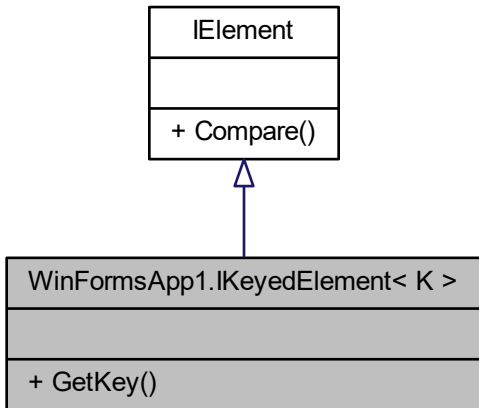 IElement
+ Compare()
WinFormsApp1.IKeyedElement< K >
+ GetKey()